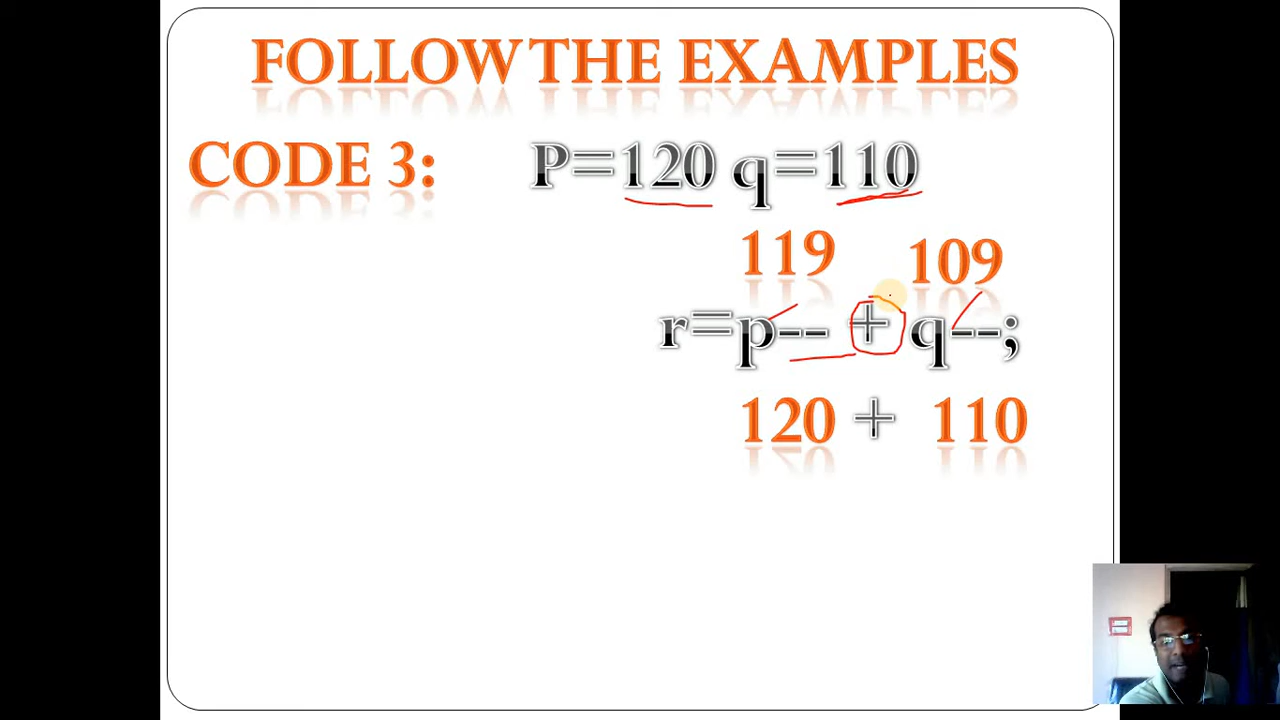 FOLLOW THE EXAMPLES
CODE 3: P=120 q=110
119 109
r=p-- + q--;
120 + 110